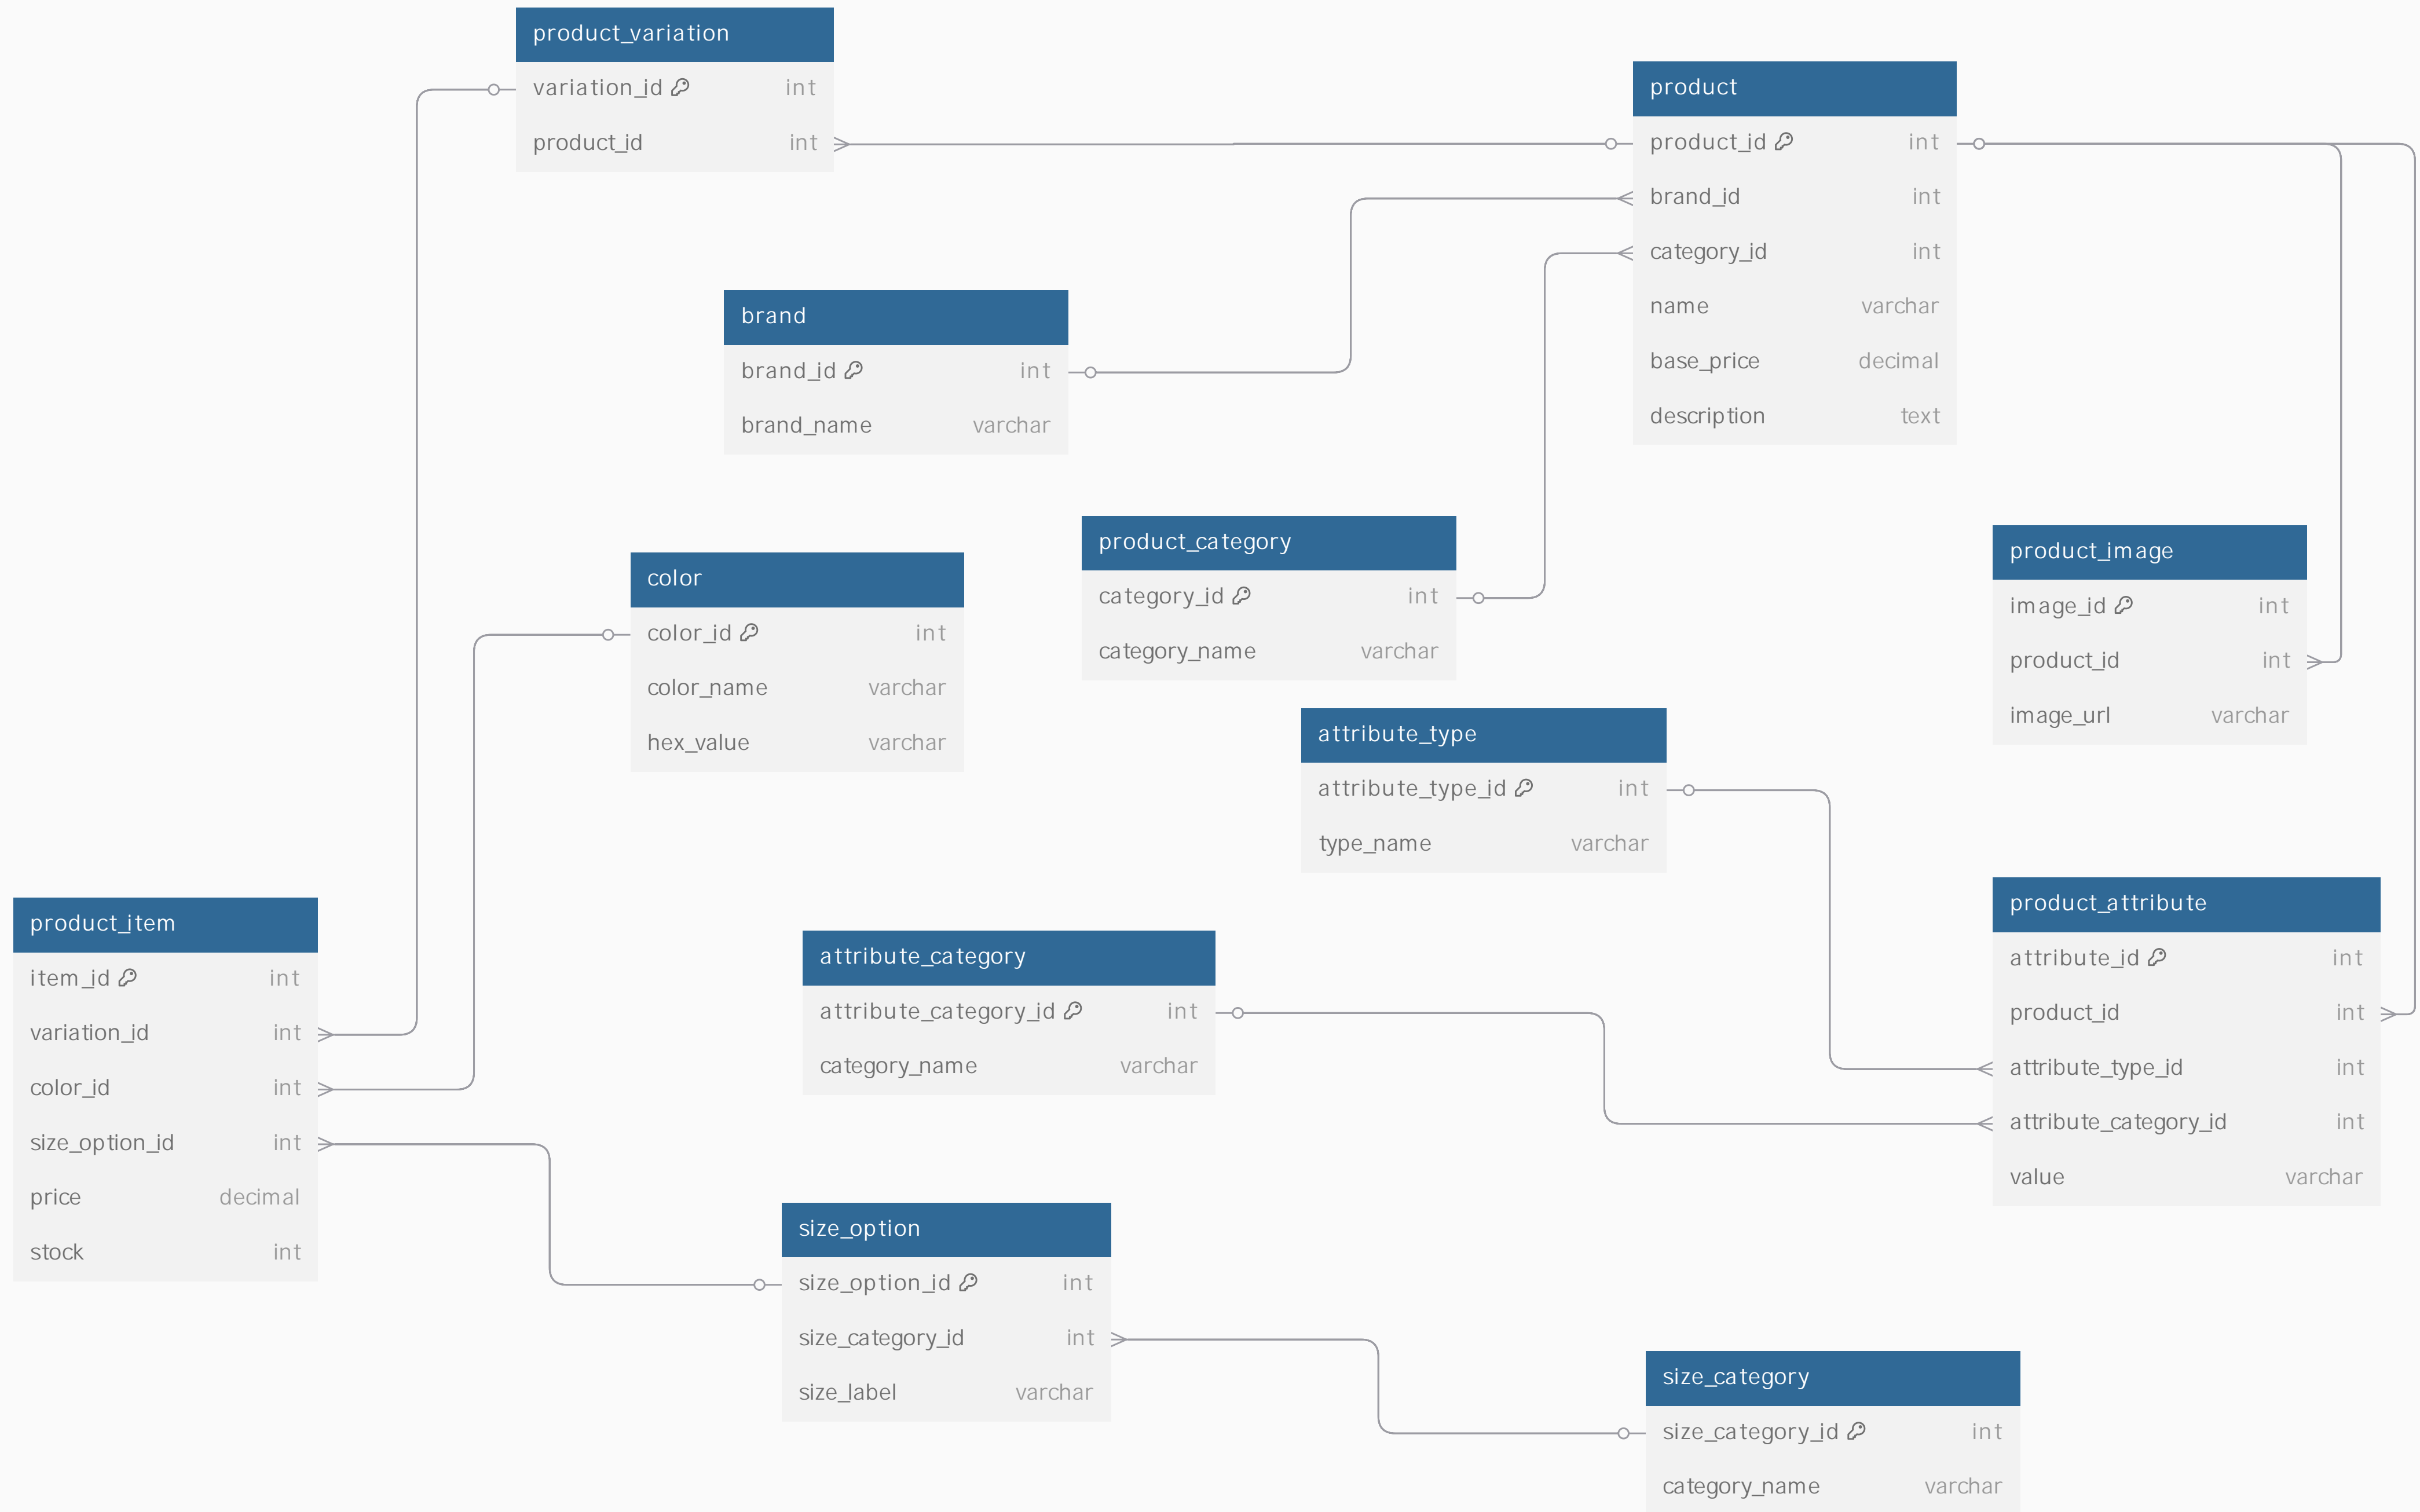 product_variation
variation_id int
product_id int
product
product_id int
brand_id int
category_id int
name varchar
base_price decimal
description text
brand
brand_id int
brand_name varchar
product_category
category_id int
category_name varchar
product_image
image_id int
product_id int
image_url varchar
color
color_id int
color_name varchar
hex_value varchar
attribute_type
attribute_type_id int
type_name varchar
product_attribute
attribute_id int
product_id int
attribute_type_id int
attribute_category_id int
value varchar
product_item
item_id int
variation_id int
color_id int
size_option_id int
price decimal
stock int
attribute_category
attribute_category_id int
category_name varchar
size_option
size_option_id int
size_category_id int
size_label varchar
size_category
size_category_id int
category_name varchar